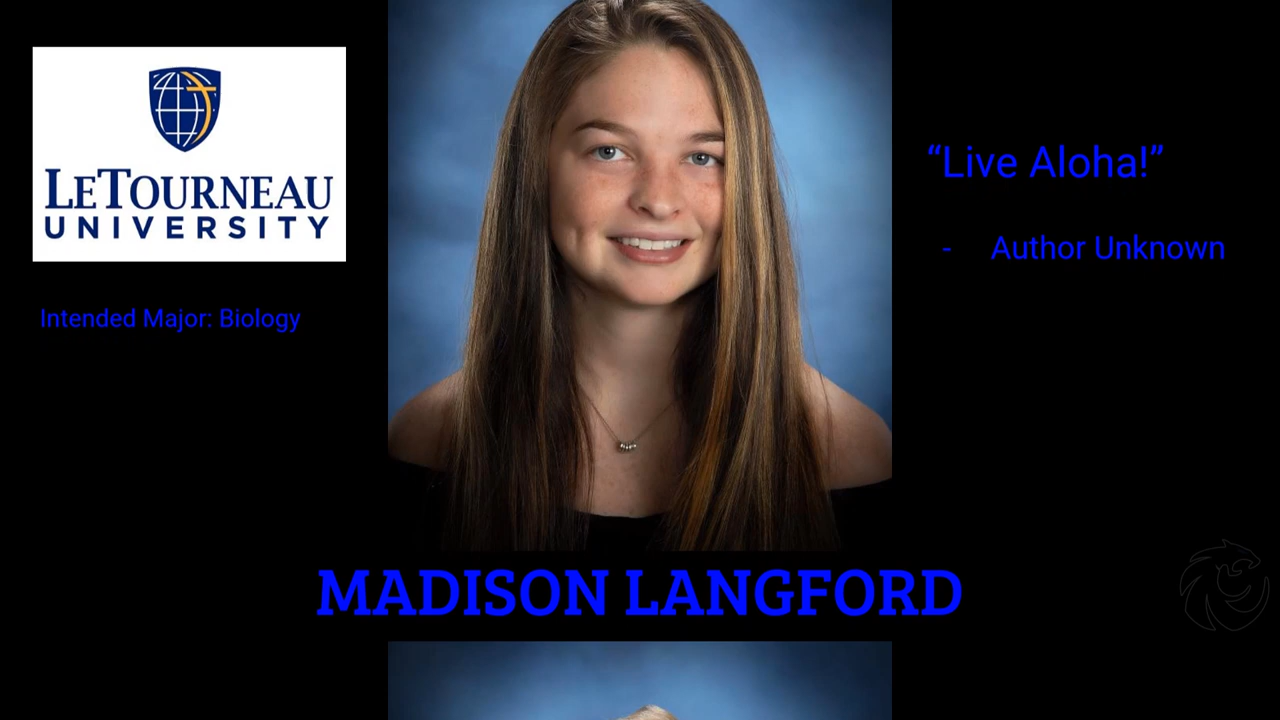 LeTourneau
UNIVERSITY
Intended Major: Biology
“Live Aloha!”
- Author Unknown
MADISON LANGFORD